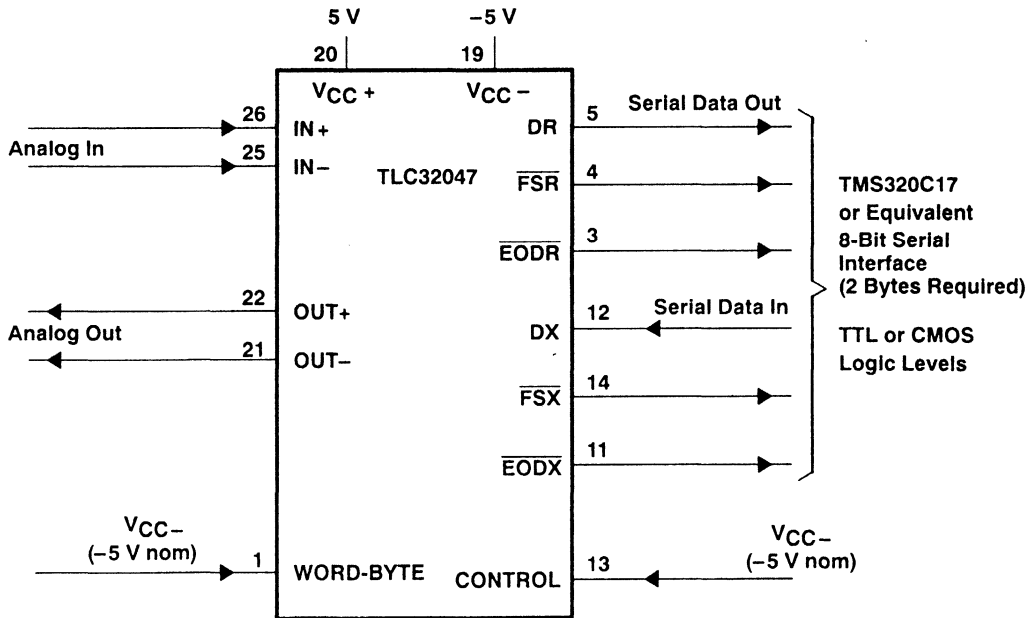 5 V
–5 V
20
19
VCC+
VCC–
26
IN+
Analog In
25
IN–
TLC32047
DR
5
Serial Data Out
FSR
4
EODR
3
TMS320C17
or Equivalent
8-Bit Serial
Interface
(2 Bytes Required)
22
OUT+
Analog Out
21
OUT–
DX
12
Serial Data In
TTL or CMOS
Logic Levels
FSX
14
EODX
11
VCC–
(–5 V nom)
1
WORD-BYTE
CONTROL
13
VCC–
(–5 V nom)